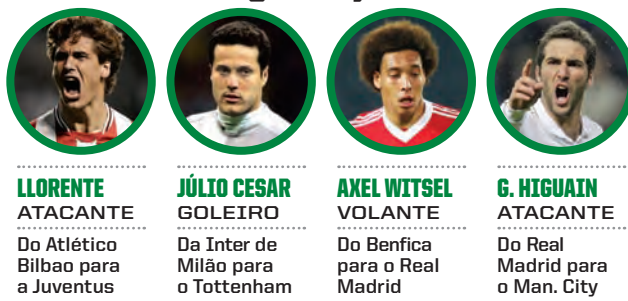 LLORENTE
ATACANTE
Do Atlético
Bilbao para
a Juventus
JÚLIO CESAR
GOLEIRO
Da Inter de
Milão para
o Tottenham
AXEL WITSEL
VOLANTE
Do Benfica
para o Real
Madrid
G. HIGUAIN
ATACANTE
Do Real
Madrid para
o Man. City